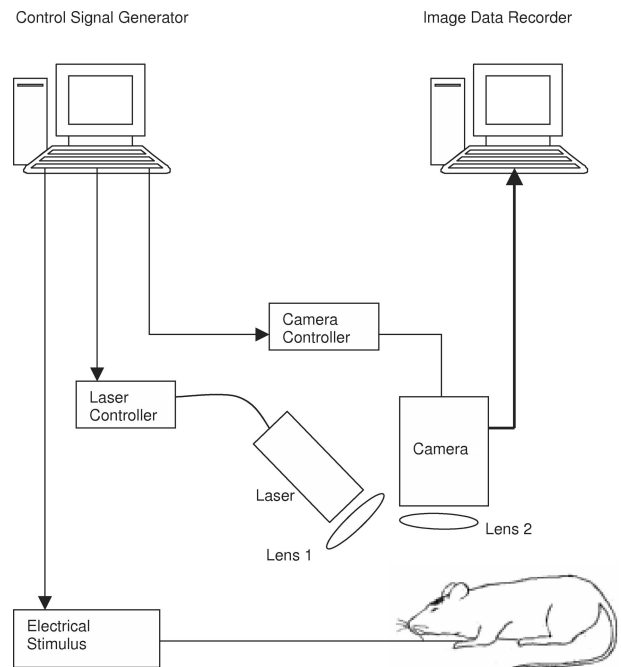 Control Signal Generator
Image Data Recorder
Camera
Controller
Laser
Controller
Camera
Laser
Lens 2
Lens 1
Electrical
Stimulus